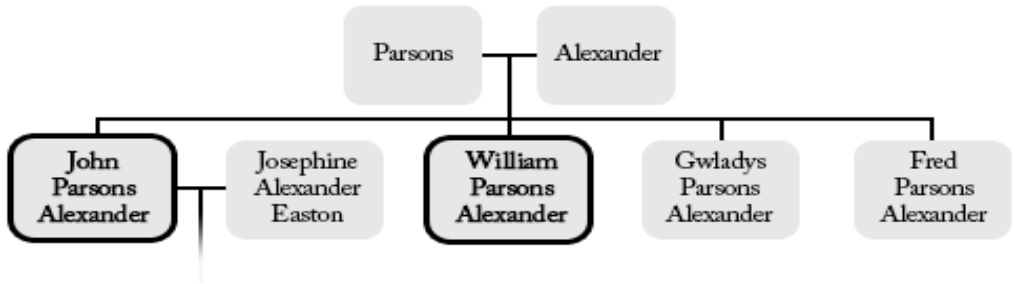 Parsons
Alexander
John
Parsons
Alexander
Josephine
Alexander
Easton
William
Parsons
Alexander
Gwladys
Parsons
Alexander
Fred
Parsons
Alexander